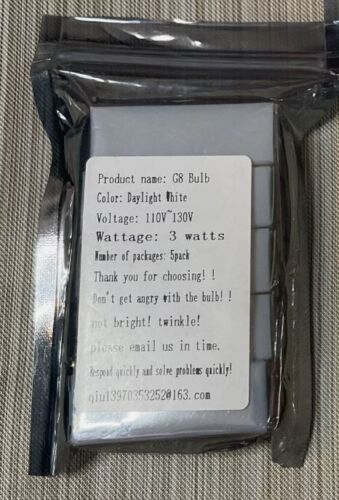 Product name: G8 Bulb
Color: Daylight White
Voltage: 110V~130V
Wattage: 3 watts
Number of packages: 5pack
Thank you for choosing!!
Don't get angry with the bulb!!
not bright! twinkle!
please email us in time.
Respond quickly and solve problems quickly!
qiu13970353252@163.com